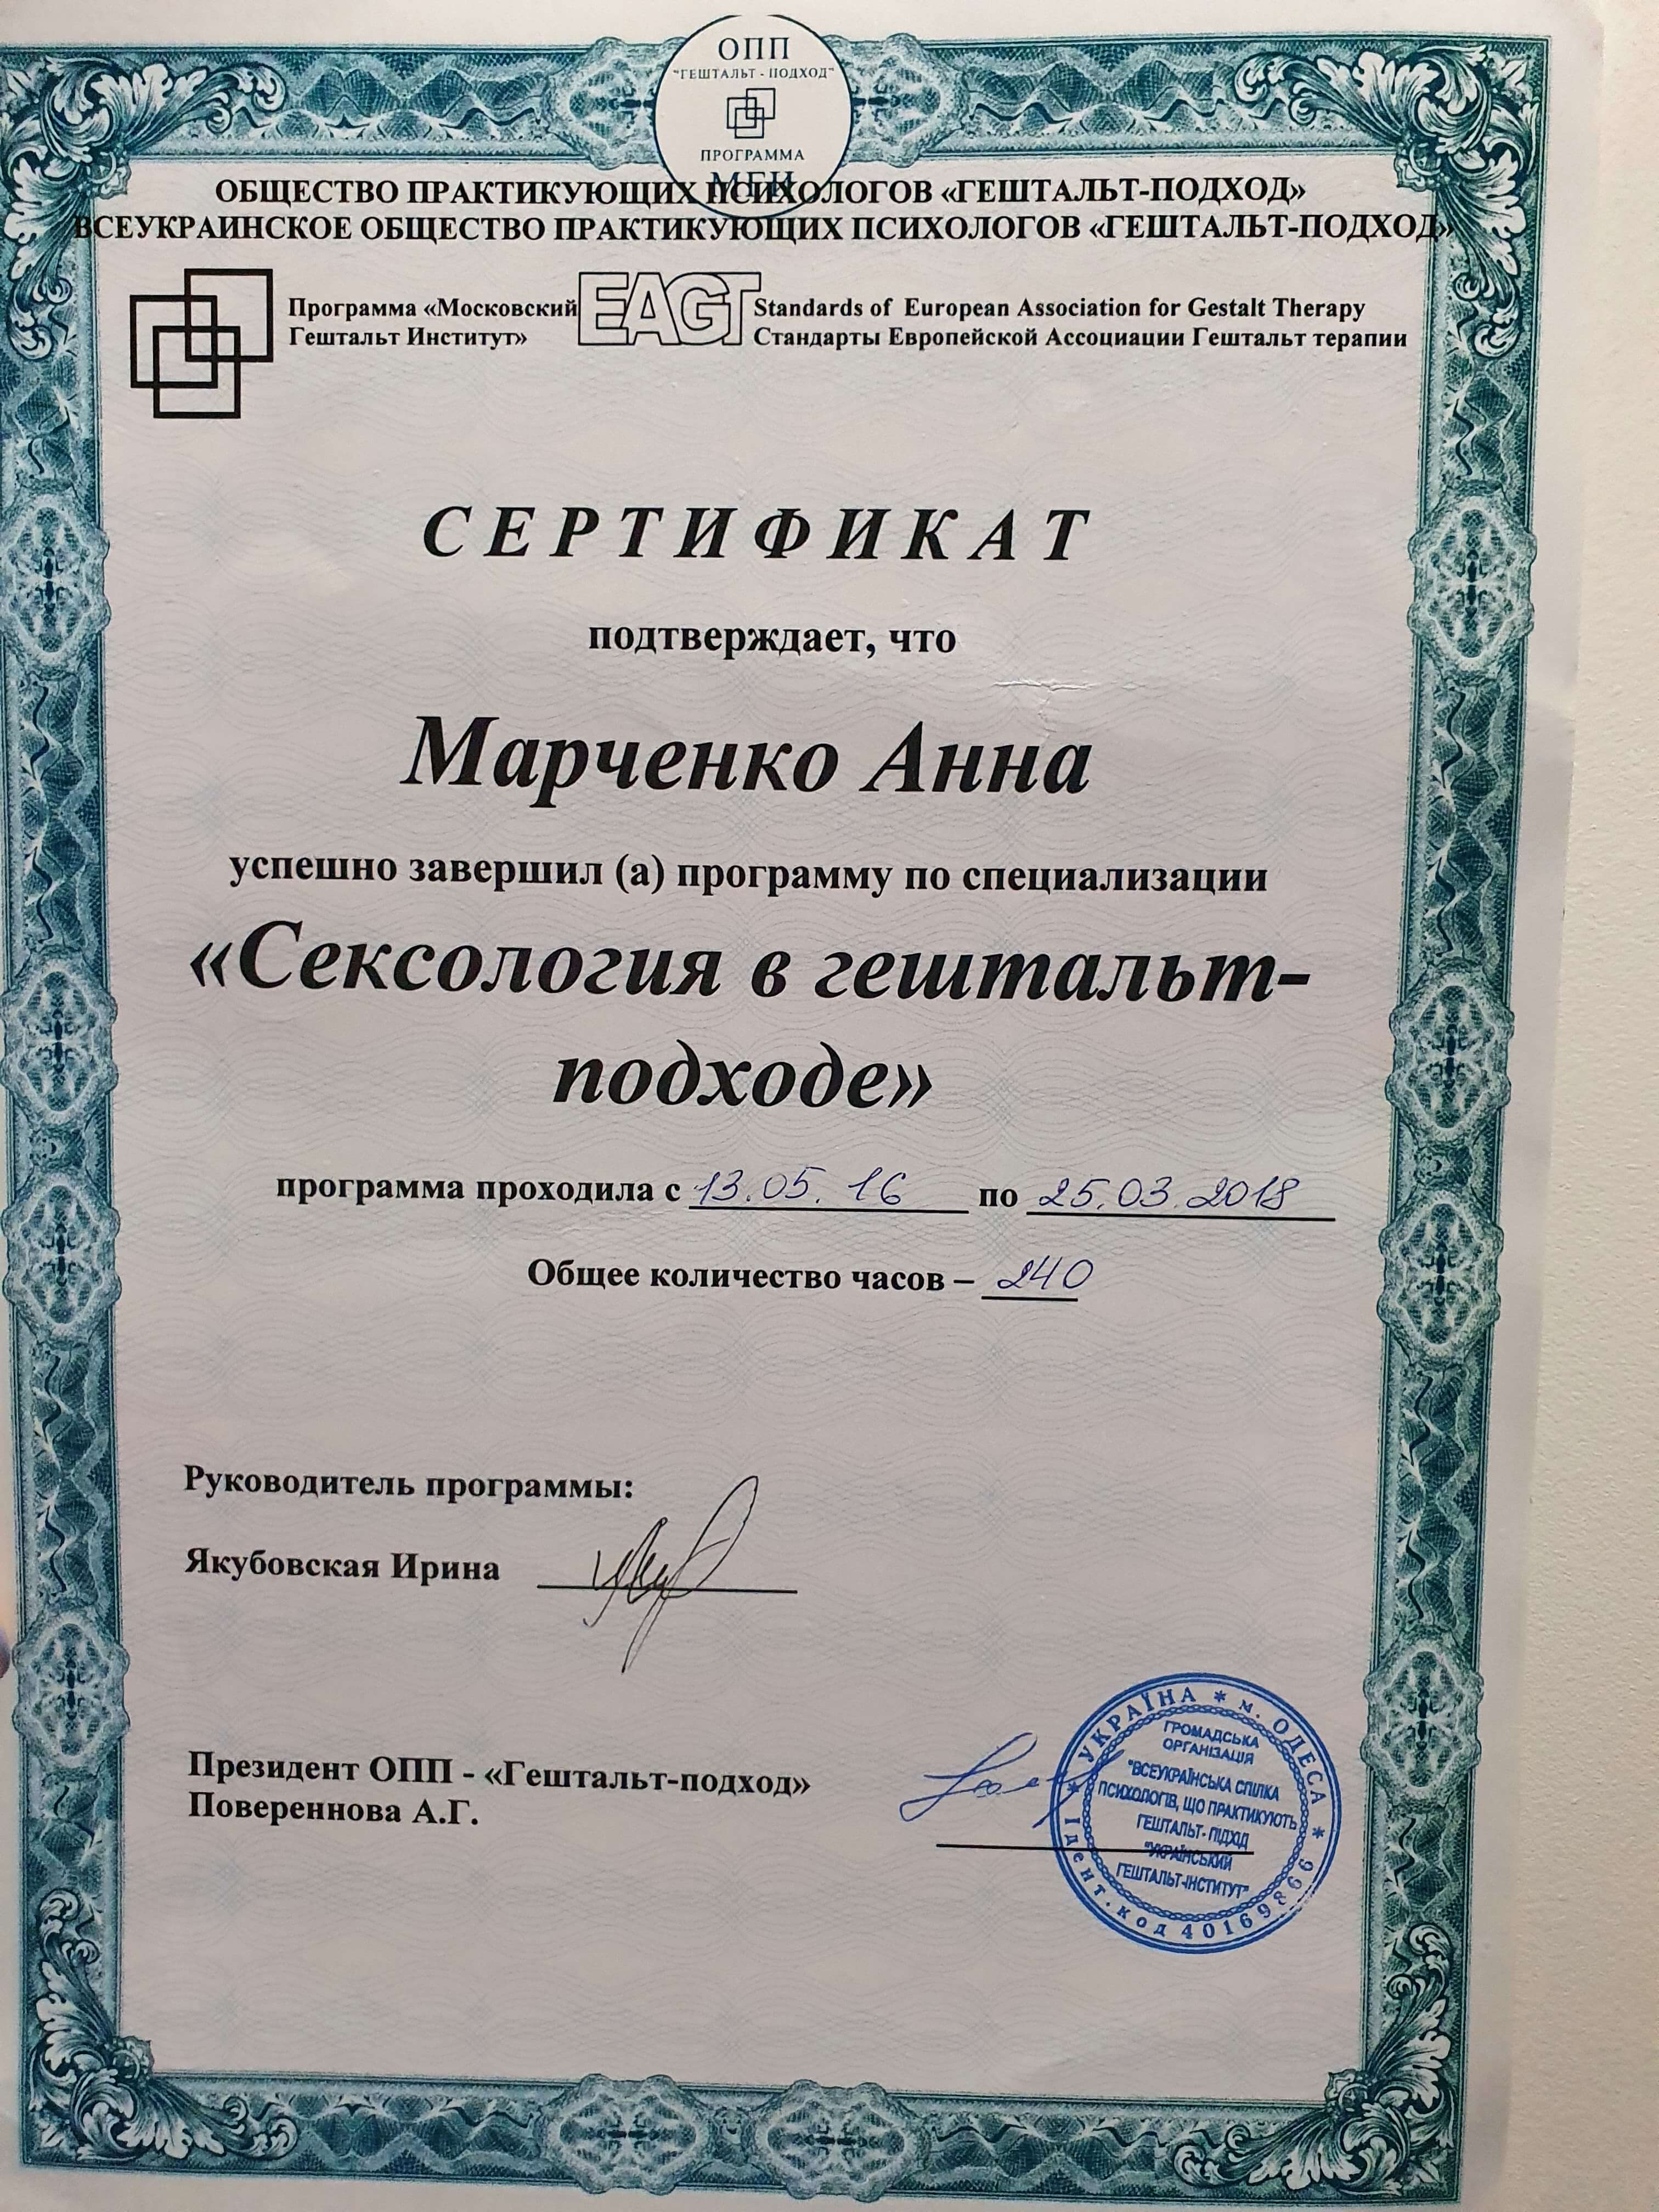 ОПП
"ГЕШТАЛЬТ - ПОДХОД"
ПРОГРАММА
МГИ
ОБЩЕСТВО ПРАКТИКУЮЩИХ ПСИХОЛОГОВ «ГЕШТАЛЬТ-ПОДХОД»
ВСЕУКРАИНСКОЕ ОБЩЕСТВО ПРАКТИКУЮЩИХ ПСИХОЛОГОВ «ГЕШТАЛЬТ-ПОДХОД»
Программа «Московский
Гештальт Институт»
EAGT
Standards of European Association for Gestalt Therapy
Стандарты Европейской Ассоциации Гештальт терапии
СЕРТИФИКАТ
подтверждает, что
Марченко Анна
успешно завершил (а) программу по специализации
«Сексология в гештальт-
подходе»
программа проходила с 13.05.16 по 25.03.2018
Общее количество часов – 240
Руководитель программы:
Якубовская Ирина
Президент ОПП - «Гештальт-подход»
Повереннова А.Г.
УКРАЇНА * м. ОДЕСА *
ГРОМАДСЬКА
ОРГАНІЗАЦІЯ
"ВСЕУКРАЇНСЬКА СПІЛКА
ПСИХОЛОГІВ, ЩО ПРАКТИКУЮТЬ
ГЕШТАЛЬТ-ПІДХІД
"УКРАЇНСЬКИЙ
ГЕШТАЛЬТ-ІНСТИТУТ"
Ідент. код 40169866